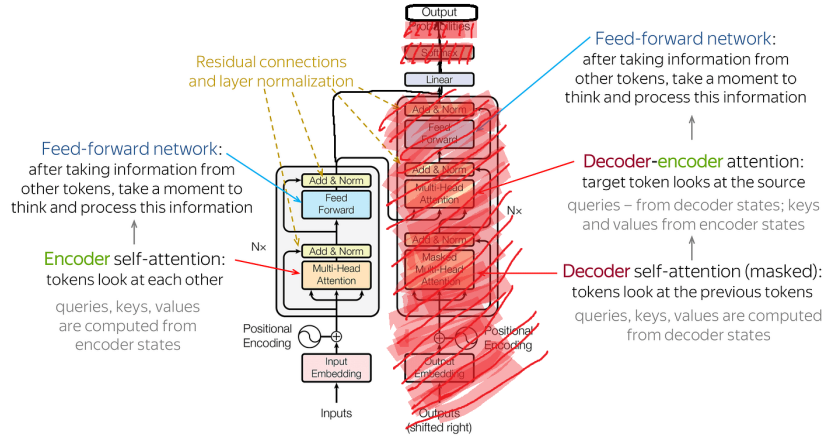 Output
Probabilities
Softmax
Linear
Residual connections
and layer normalization
Add & Norm
Feed
Forward
Feed-forward network:
after taking information from
other tokens, take a moment to
think and process this information
Add & Norm
Multi-Head
Attention
Decoder-encoder attention:
target token looks at the source
queries – from decoder states; keys
and values from encoder states
Feed-forward network:
after taking information from
other tokens, take a moment to
think and process this information
Add & Norm
Feed
Forward
N×
N×
Add & Norm
Multi-Head
Attention
Encoder self-attention:
tokens look at each other
queries, keys, values
are computed from
encoder states
Add & Norm
Masked
Multi-Head
Attention
Decoder self-attention (masked):
tokens look at the previous tokens
queries, keys, values are computed
from decoder states
Positional
Encoding
Positional
Encoding
Input
Embedding
Output
Embedding
Inputs
Outputs
(shifted right)